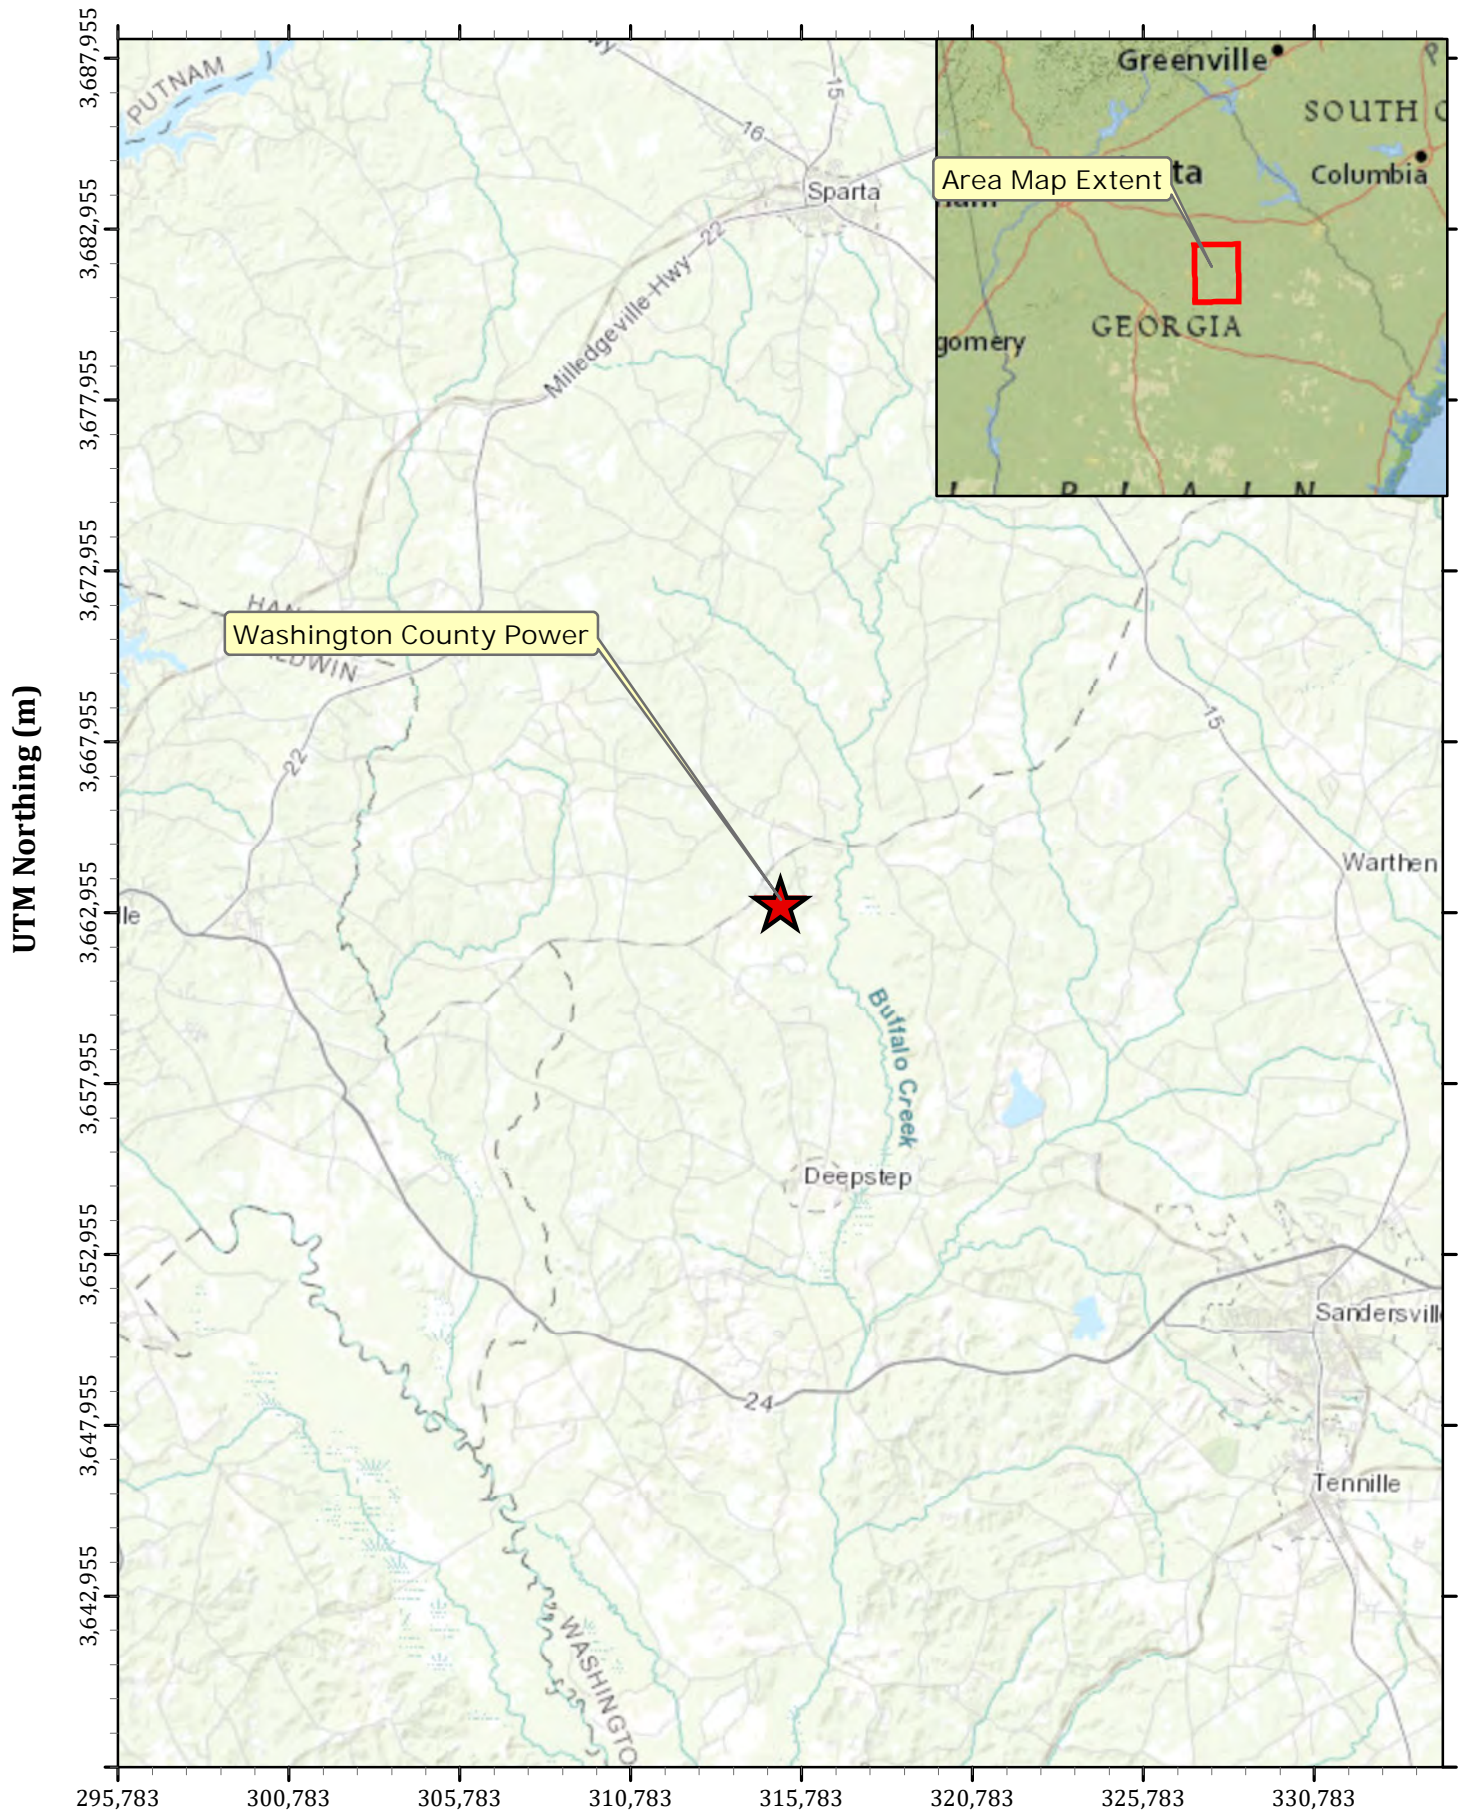 3,687,955
3,682,955
3,677,955
3,672,955
3,667,955
3,662,955
3,657,955
3,652,955
3,647,955
3,642,955
UTM Northing (m)
PUTNAM
wy
16
15
Sparta
22
Milledgeville Hwy
Greenville
SOUTH C
Area Map Extent
ta
Columbia
GEORGIA
gomery
P L A I N
Washington County Power
22
15
Warthen
lle
Buffalo Creek
Deepstep
Sandersvill
24
Tennille
WASHINGTO
295,783
300,783
305,783
310,783
315,783
320,783
325,783
330,783